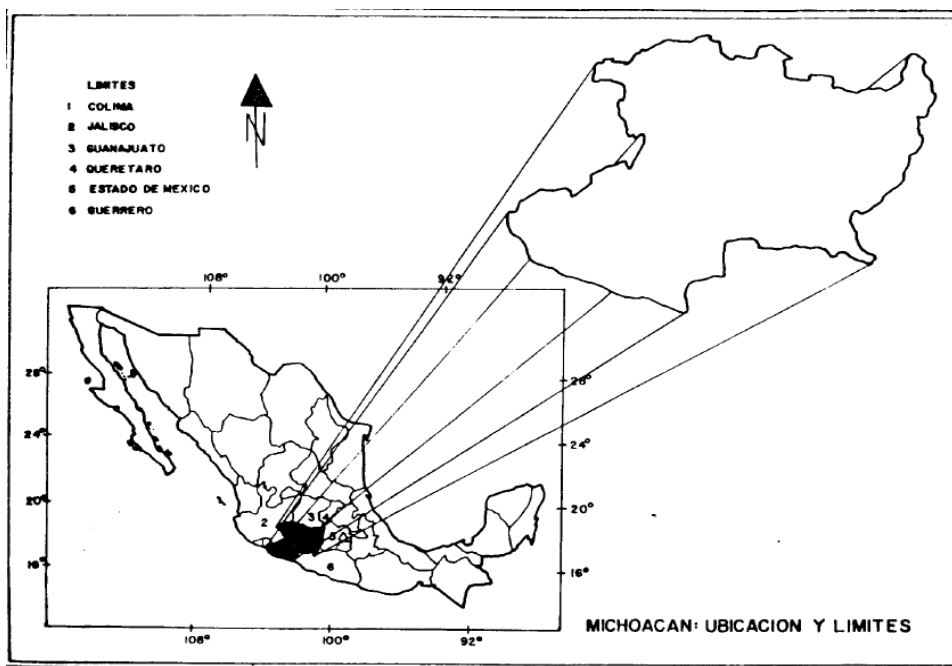 LIMITES
1 COLIMA
2 JALISCO
3 GUANAJUATO
4 QUERETARO
5 ESTADO DE MEXICO
6 GUERRERO
N
108° 100° 92°
28° 28°
24° 24°
20° 20°
16° 16°
2 3 4
5
6
108° 100° 92°
MICHOACAN: UBICACION Y LIMITES